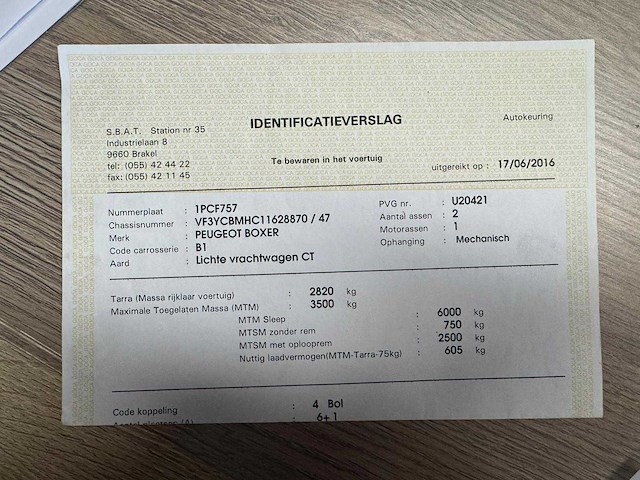 IDENTIFICATIEVERSLAG
Autokeuring
S.B.A.T. Station nr 35
Industrielaan 8
9660 Brakel
tel: (055) 42 44 22
fax: (055) 42 11 45
Te bewaren in het voertuig
uitgereikt op : 17/06/2016
Nummerplaat : 1PCF757
Chassisnummer : VF3YCBMHC11628870 / 47
Merk : PEUGEOT BOXER
Code carrosserie : B1
Aard : Lichte vrachtwagen CT
PVG nr. : U20421
Aantal assen : 2
Motorassen : 1
Ophanging : Mechanisch
Tarra (Massa rijklaar voertuig) : 2820 kg
Maximale Toegelaten Massa (MTM) : 3500 kg
MTM Sleep : 6000 kg
MTSM zonder rem : 750 kg
MTSM met oplooprem : 2500 kg
Nuttig laadvermogen(MTM-Tarra-75kg) : 605 kg
Code koppeling : 4 Bol
: 6+1